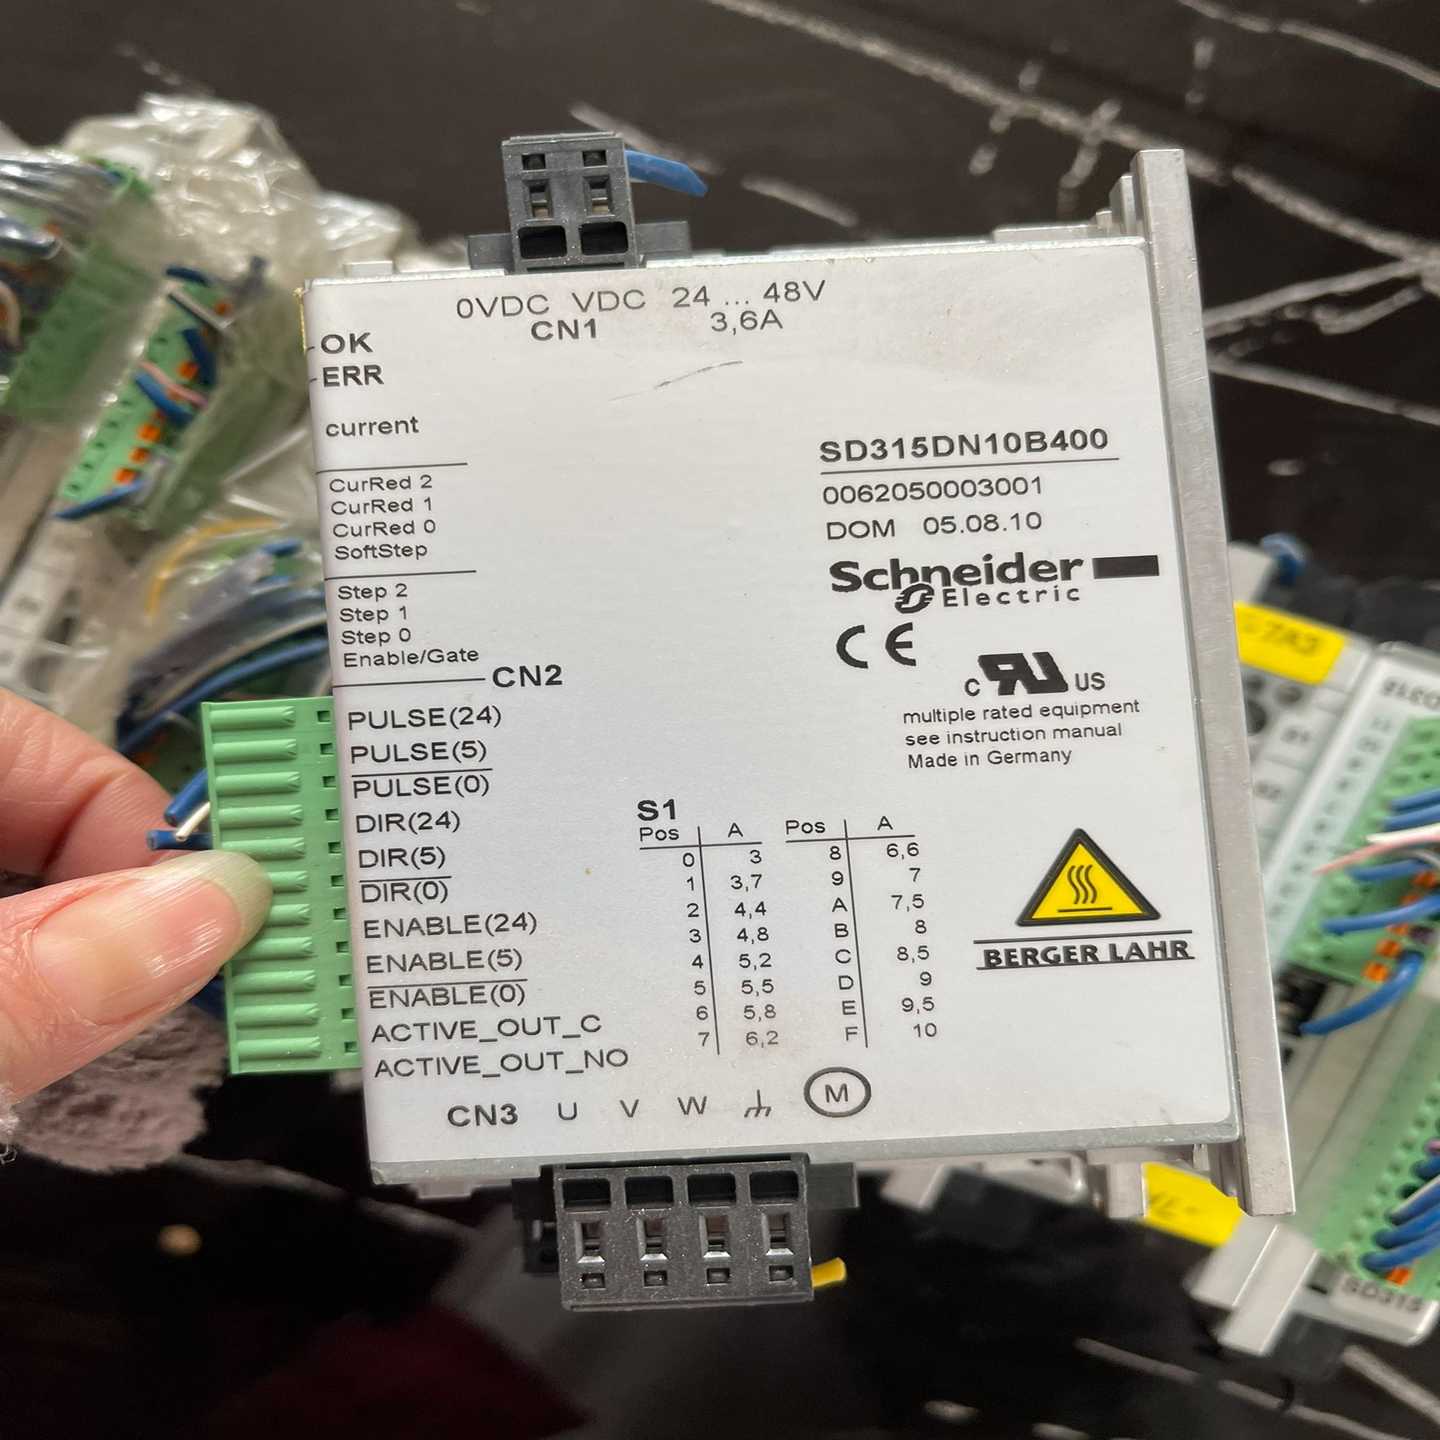 0VDC VDC 24 ... 48V
CN1 3,6A
OK
ERR
current
CurRed 2
CurRed 1
CurRed 0
SoftStep
Step 2
Step 1
Step 0
Enable/Gate
CN2
PULSE(24)
PULSE(5)
PULSE(0)
DIR(24)
DIR(5)
DIR(0)
ENABLE(24)
ENABLE(5)
ENABLE(0)
ACTIVE_OUT_C
ACTIVE_OUT_NO
SD315DN10B400
0062050003001
DOM 05.08.10
Schneider
Electric
CE
c RU US
multiple rated equipment
see instruction manual
Made in Germany
S1
Pos A Pos A
0 3 8 6,6
1 3,7 9 7
2 4,4 A 7,5
3 4,8 B 8
4 5,2 C 8,5
5 5,5 D 9
6 5,8 E 9,5
7 6,2 F 10
BERGER LAHR
CN3 U V W M
SD315
SD315